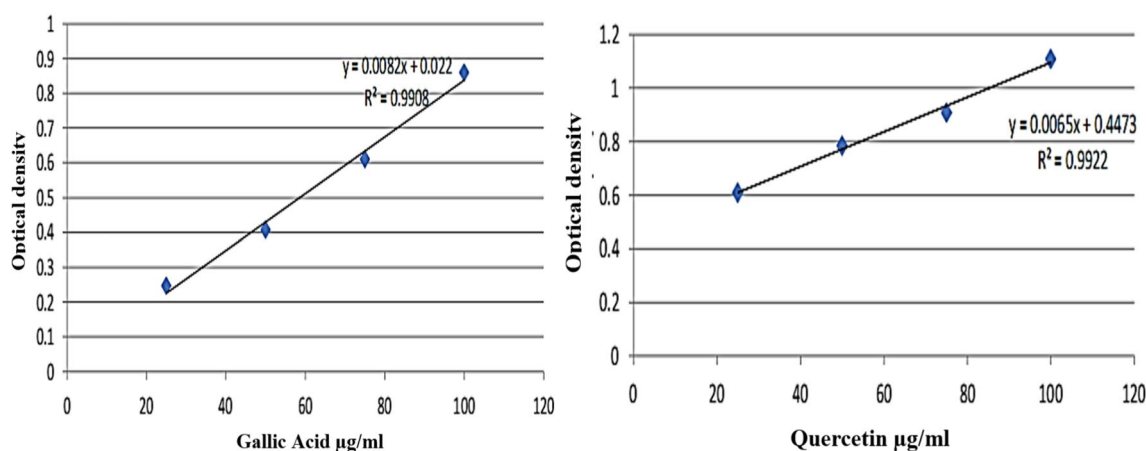 1
0.9
0.8
0.7
0.6
0.5
0.4
0.3
0.2
0.1
0
Optical density
y = 0.0082x + 0.022
R² = 0.9908
0 20 40 60 80 100 120
Gallic Acid µg/ml
1.2
1
0.8
0.6
0.4
0.2
0
Optical density
y = 0.0065x + 0.4473
R² = 0.9922
0 20 40 60 80 100 120
Quercetin µg/ml